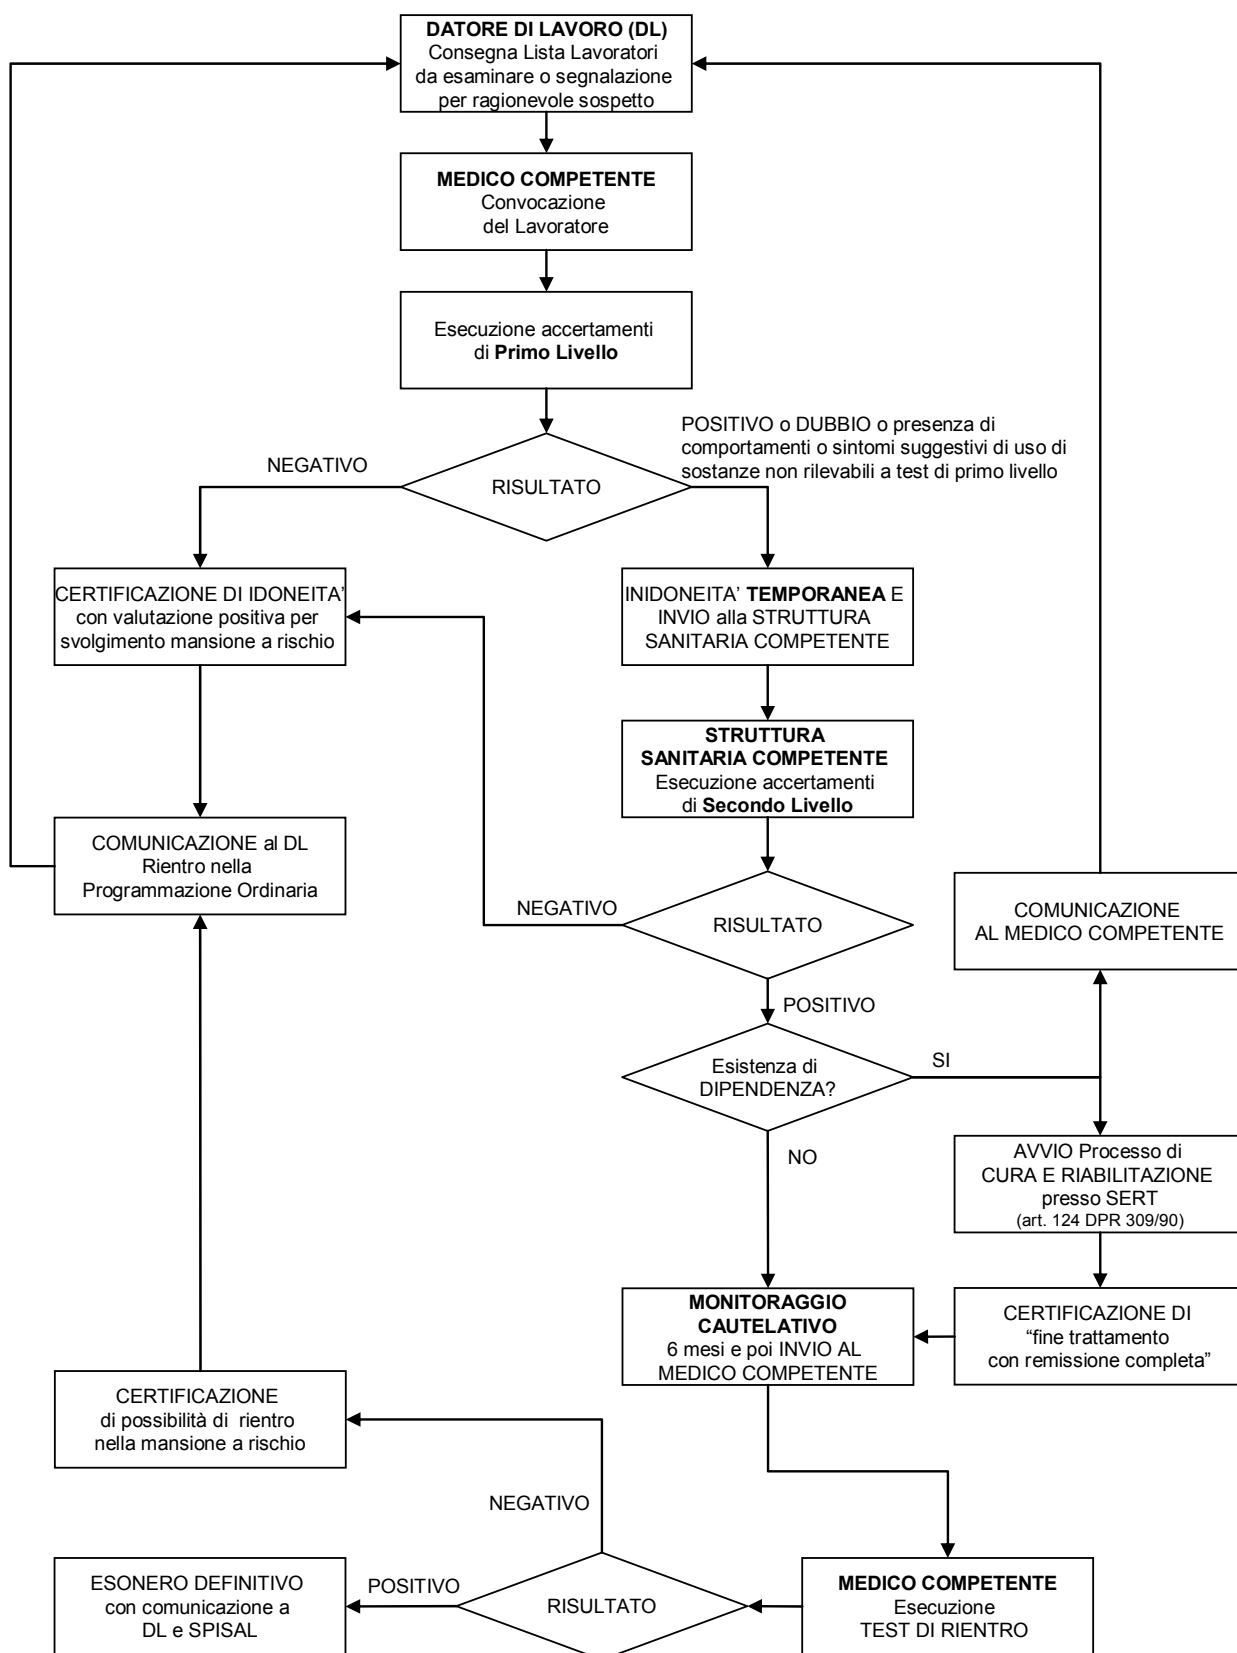 DATORE DI LAVORO (DL)
Consegna Lista Lavoratori
da esaminare o segnalazione
per ragionevole sospetto
MEDICO COMPETENTE
Convocazione
del Lavoratore
Esecuzione accertamenti
di Primo Livello
POSITIVO o DUBBIO o presenza di
comportamenti o sintomi suggestivi di uso di
sostanze non rilevabili a test di primo livello
NEGATIVO
RISULTATO
CERTIFICAZIONE DI IDONEITA’
con valutazione positiva per
svolgimento mansione a rischio
INIDONEITA’ TEMPORANEA E
INVIO alla STRUTTURA
SANITARIA COMPETENTE
STRUTTURA
SANITARIA COMPETENTE
Esecuzione accertamenti
di Secondo Livello
COMUNICAZIONE al DL
Rientro nella
Programmazione Ordinaria
NEGATIVO
RISULTATO
COMUNICAZIONE
AL MEDICO COMPETENTE
POSITIVO
Esistenza di
DIPENDENZA?
SI
NO
AVVIO Processo di
CURA E RIABILITAZIONE
presso SERT
(art. 124 DPR 309/90)
MONITORAGGIO
CAUTELATIVO
6 mesi e poi INVIO AL
MEDICO COMPETENTE
CERTIFICAZIONE DI
“fine trattamento
con remissione completa”
CERTIFICAZIONE
di possibilità di rientro
nella mansione a rischio
NEGATIVO
ESONERO DEFINITIVO
con comunicazione a
DL e SPISAL
POSITIVO
RISULTATO
MEDICO COMPETENTE
Esecuzione
TEST DI RIENTRO